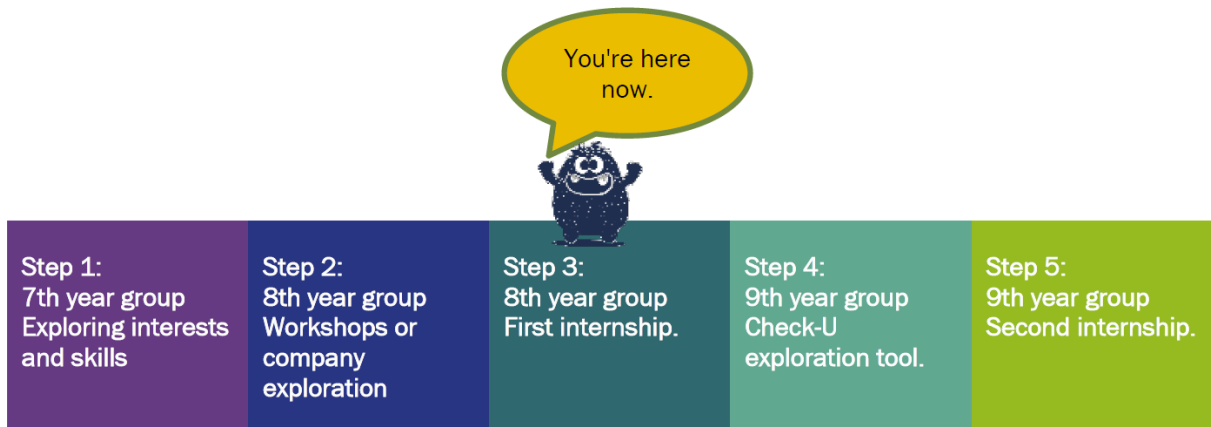 You're here
now.
Step 1:
7th year group
Exploring interests
and skills
Step 2:
8th year group
Workshops or
company
exploration
Step 3:
8th year group
First internship.
Step 4:
9th year group
Check-U
exploration tool.
Step 5:
9th year group
Second internship.